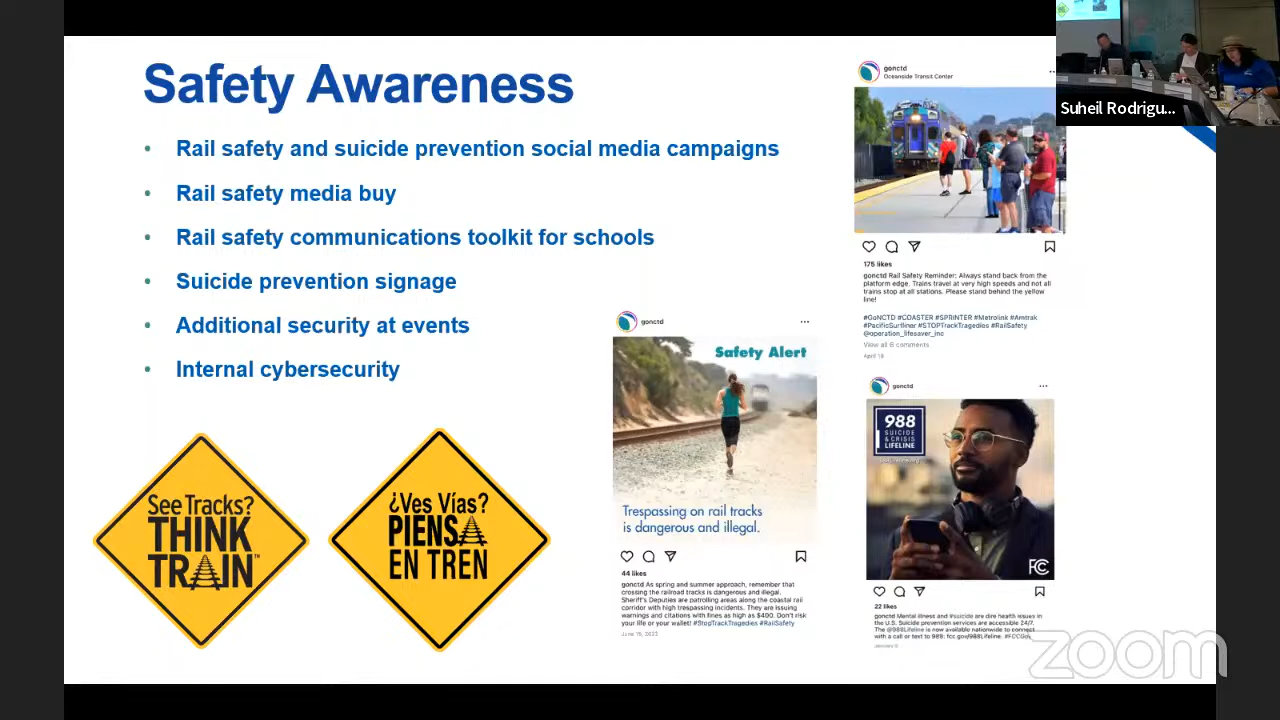 Safety Awareness
• Rail safety and suicide prevention social media campaigns
• Rail safety media buy
• Rail safety communications toolkit for schools
• Suicide prevention signage
• Additional security at events
• Internal cybersecurity
See Tracks?
THINK
TRAIN™
¿Ves Vías?
PIENSA
EN TREN
gonctd
Safety Alert
Trespassing on rail tracks
is dangerous and illegal.
44 likes
gonctd As spring and summer approach, remember that
crossing the railroad tracks is dangerous and illegal.
Sheriff's Deputies are patrolling areas along the coastal rail
corridor with high trespassing incidents. They are issuing
warnings and citations with fines as high as $400. Don't risk
your life or your wallet! #StopTrackTragedies #RailSafety
gonctd
Oceanside Transit Center
175 likes
gonctd Rail Safety Reminder: Always stand back from the
platform edge. Trains travel at very high speeds and not all
trains stop at all stations. Please stand behind the yellow
line!
#GoNCTD #COASTER #SPRINTER #Metrolink #Amtrak
#PacificSurfliner #STOPTrackTragedies #RailSafety
@operation_lifesaver_inc
View all 6 comments
gonctd
988
SUICIDE
& CRISIS
LIFELINE
FCC
22 likes
gonctd Mental illness and #suicide are dire health issues in
the U.S. Suicide prevention services are accessible 24/7.
The @988Lifeline is now available nationwide to connect
with a call or text to 988: fcc.gov/988Lifeline.
Suheil Rodrigu...
zoom